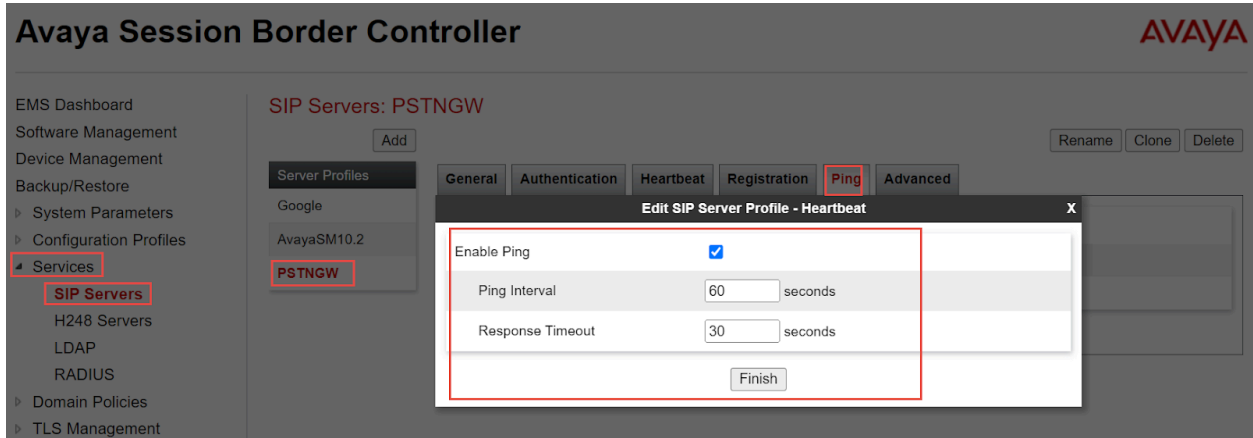 Avaya Session Border Controller
AVAYA
EMS Dashboard
Software Management
Device Management
Backup/Restore
System Parameters
Configuration Profiles
Services
SIP Servers
H248 Servers
LDAP
RADIUS
Domain Policies
TLS Management
SIP Servers: PSTNGW
Add
Rename Clone Delete
Server Profiles
Google
AvayaSM10.2
PSTNGW
General Authentication Heartbeat Registration Ping Advanced
Edit SIP Server Profile - Heartbeat X
Enable Ping
Ping Interval 60 seconds
Response Timeout 30 seconds
Finish